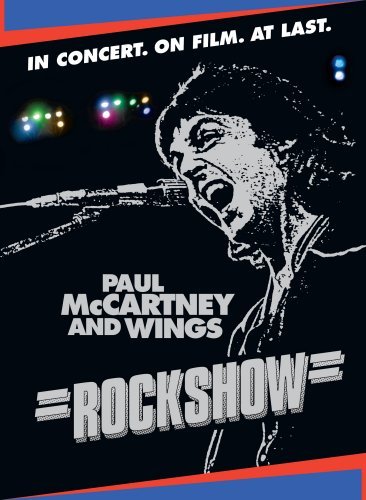 IN CONCERT. ON FILM. AT LAST.
PAUL
McCARTNEY
AND WINGS
ROCKSHOW